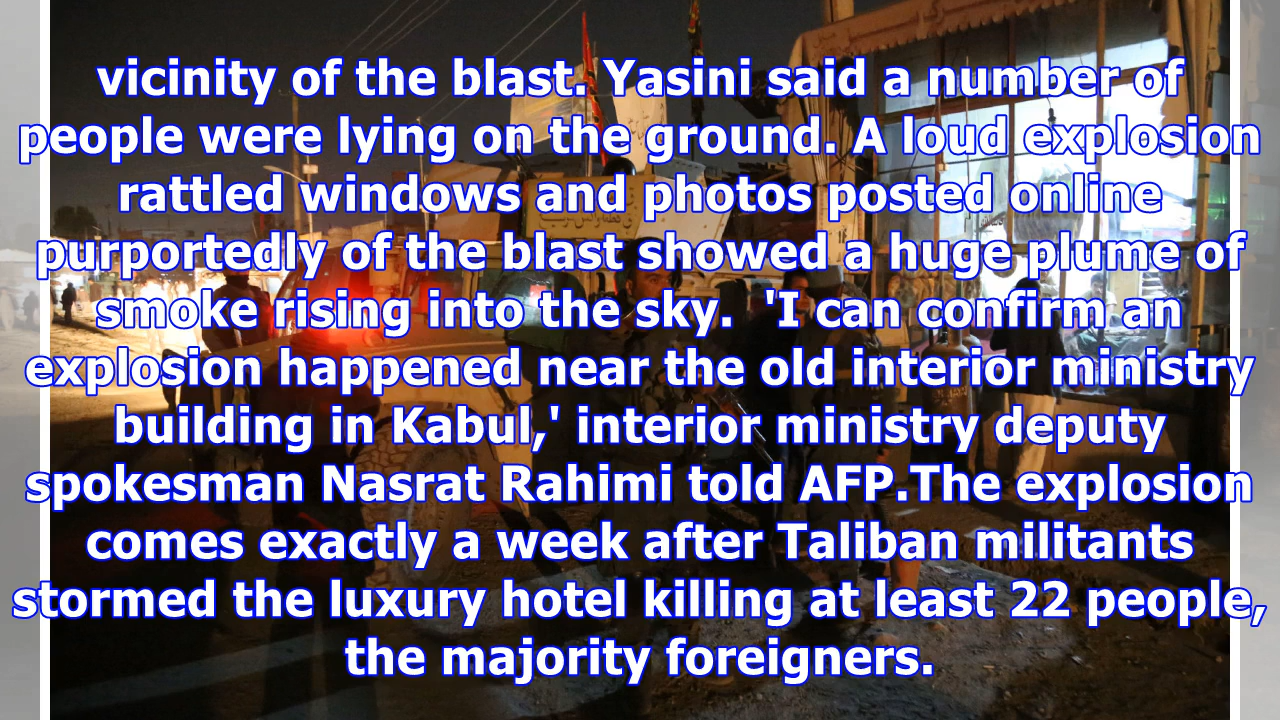 vicinity of the blast. Yasini said a number of
people were lying on the ground. A loud explosion
rattled windows and photos posted online
purportedly of the blast showed a huge plume of
smoke rising into the sky.  'I can confirm an
explosion happened near the old interior ministry
building in Kabul,' interior ministry deputy
spokesman Nasrat Rahimi told AFP.The explosion
comes exactly a week after Taliban militants
stormed the luxury hotel killing at least 22 people,
the majority foreigners.